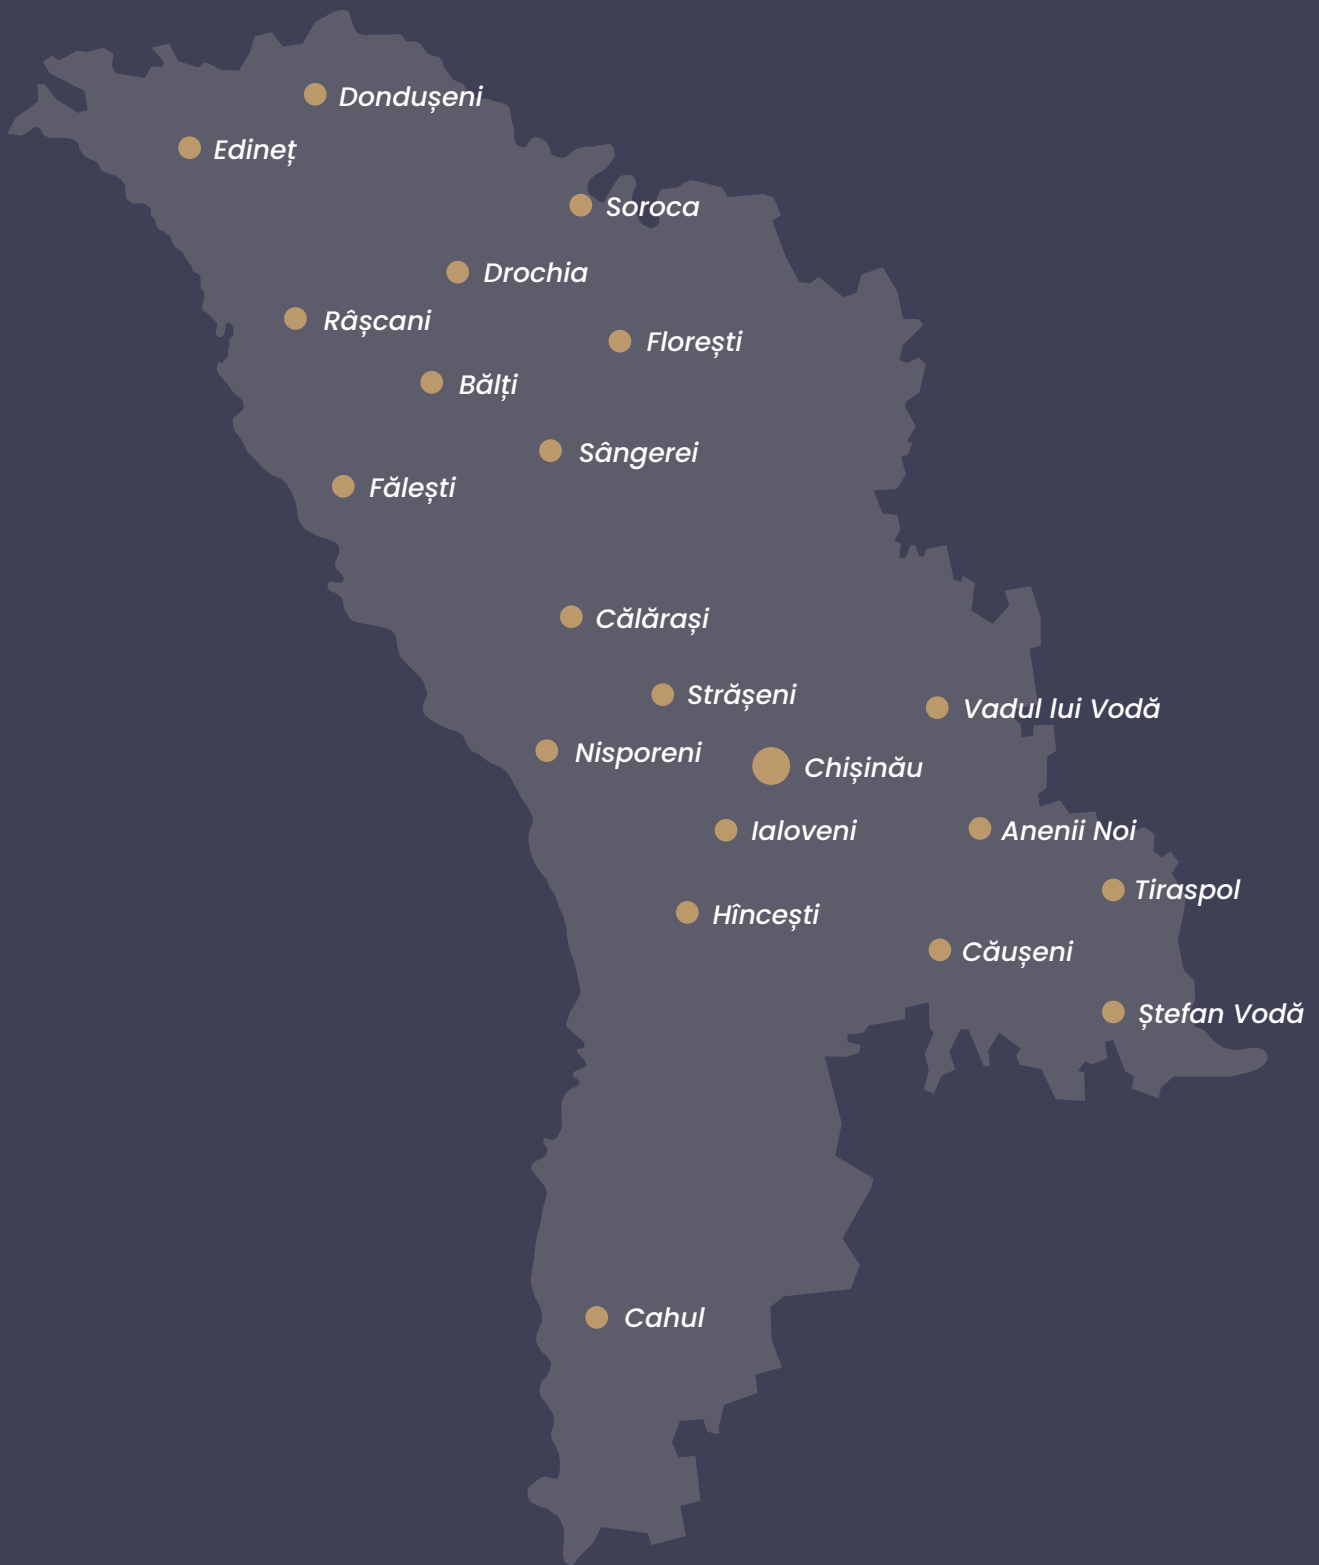 Dondușeni
Edineț
Soroca
Drochia
Râșcani
Florești
Bălți
Sângerei
Fălești
Călărași
Strășeni
Vadul lui Vodă
Nisporeni
Chișinău
Ialoveni
Anenii Noi
Tiraspol
Hîncești
Căușeni
Ștefan Vodă
Cahul